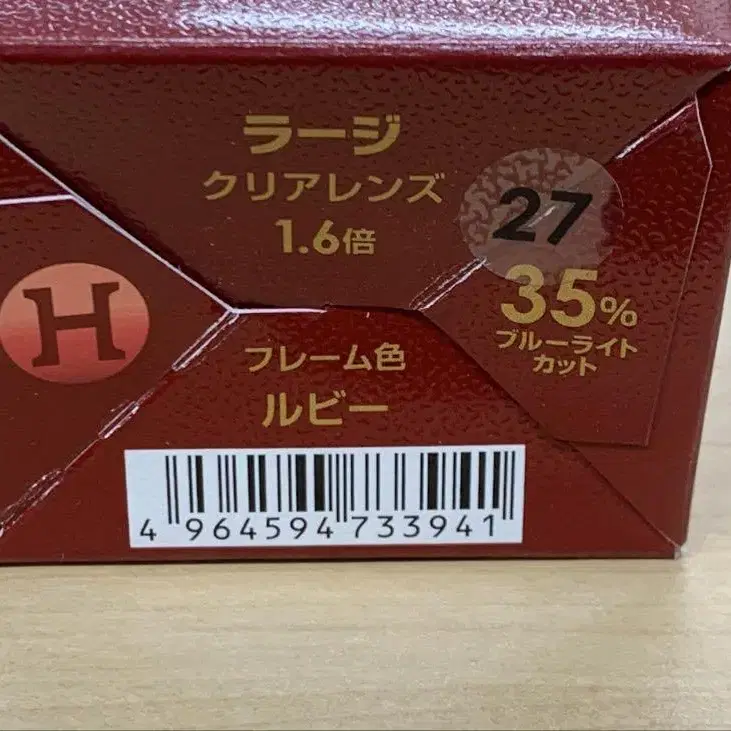 ラージ
クリアレンズ
1.6倍
27
35%
ブルーライト
カット
H
フレーム色
ルビー
4 964594 733941